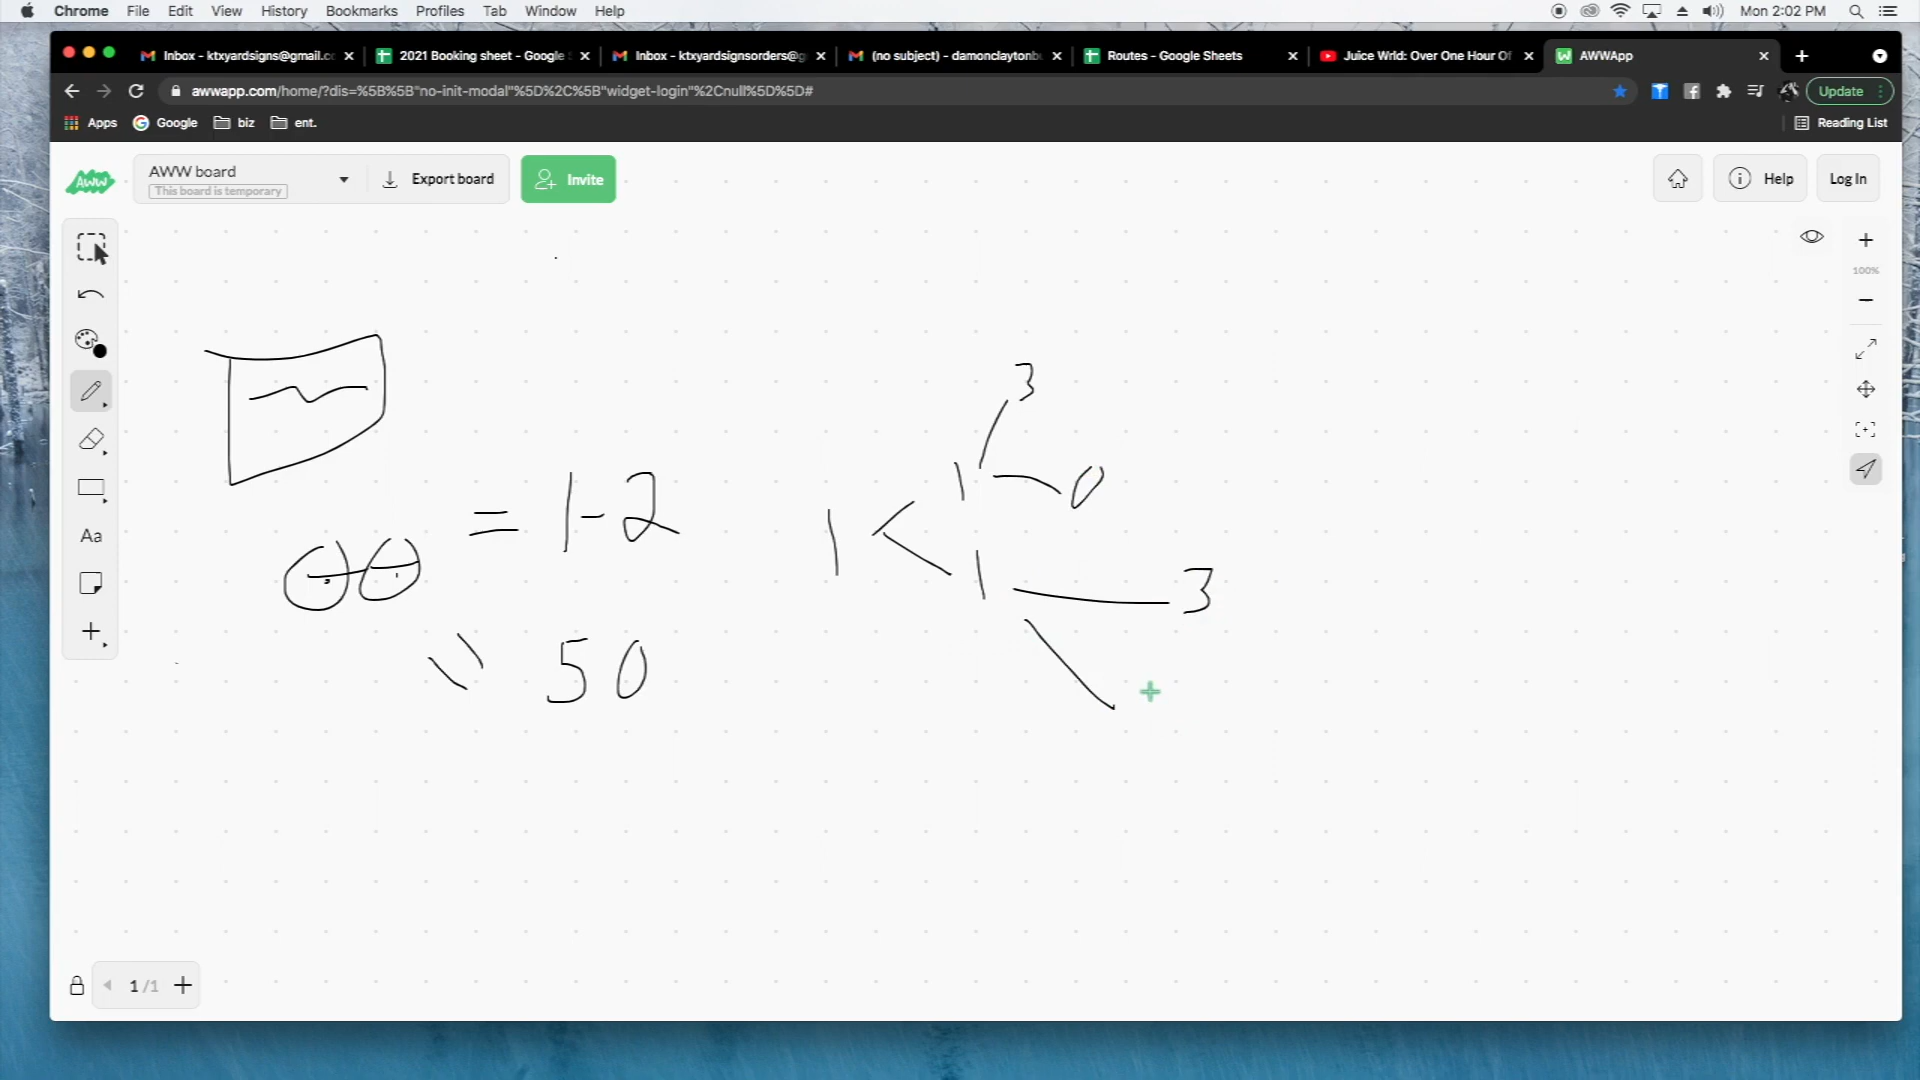 Chrome File Edit View History Bookmarks Profiles Tab Window Help Mon 2:02 PM
Inbox - ktxyardsigns@gmail.c 2021 Booking sheet - Google Inbox - ktxyardsignsorders@g (no subject) - damonclaytonb Routes - Google Sheets Juice Wrld: Over One Hour Of AWWApp
awwapp.com/home/?dis=%5B%5B"no-init-modal"%5D%2C%5B"widget-login"%2Cnull%5D%5D# Update
Apps Google biz ent. Reading List
AWW
AWW board
This board is temporary
Export board
Invite
Help
Log In
100%
Aa
3
1 0
= 1-2
1 < 1 3
50
1/1